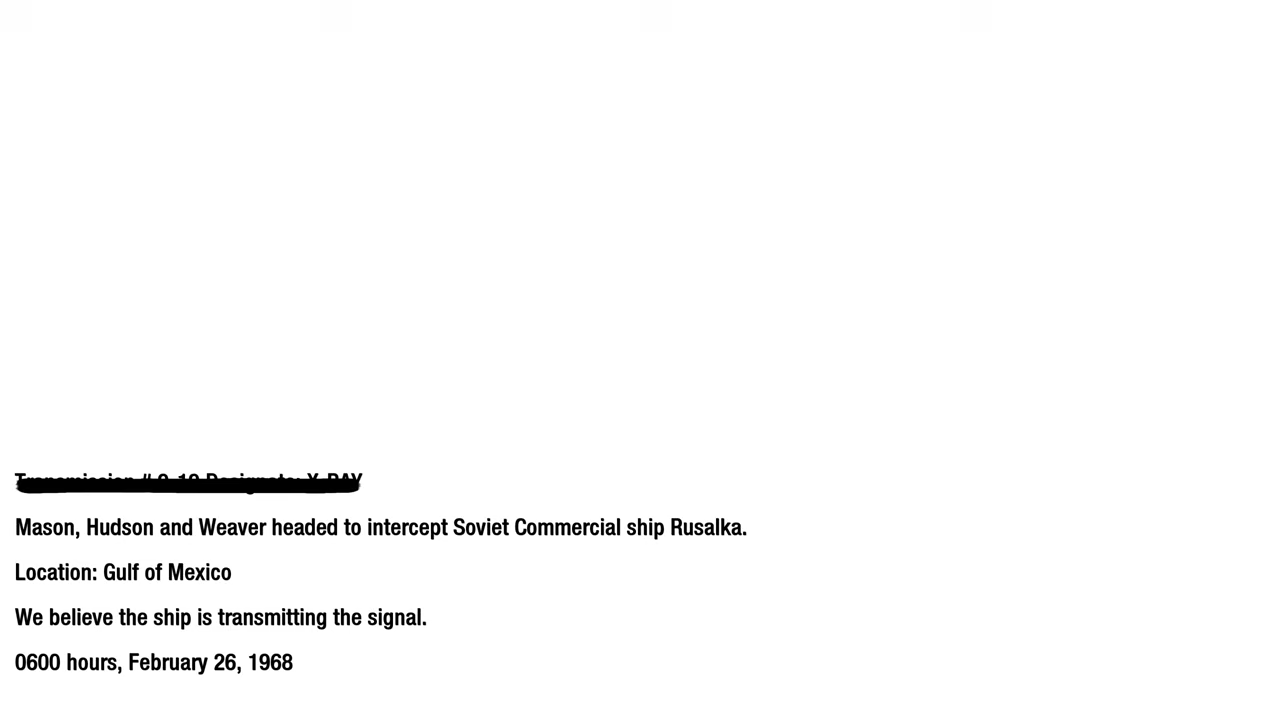 Mason, Hudson and Weaver headed to intercept Soviet Commercial ship Rusalka.
Location: Gulf of Mexico
We believe the ship is transmitting the signal.
0600 hours, February 26, 1968